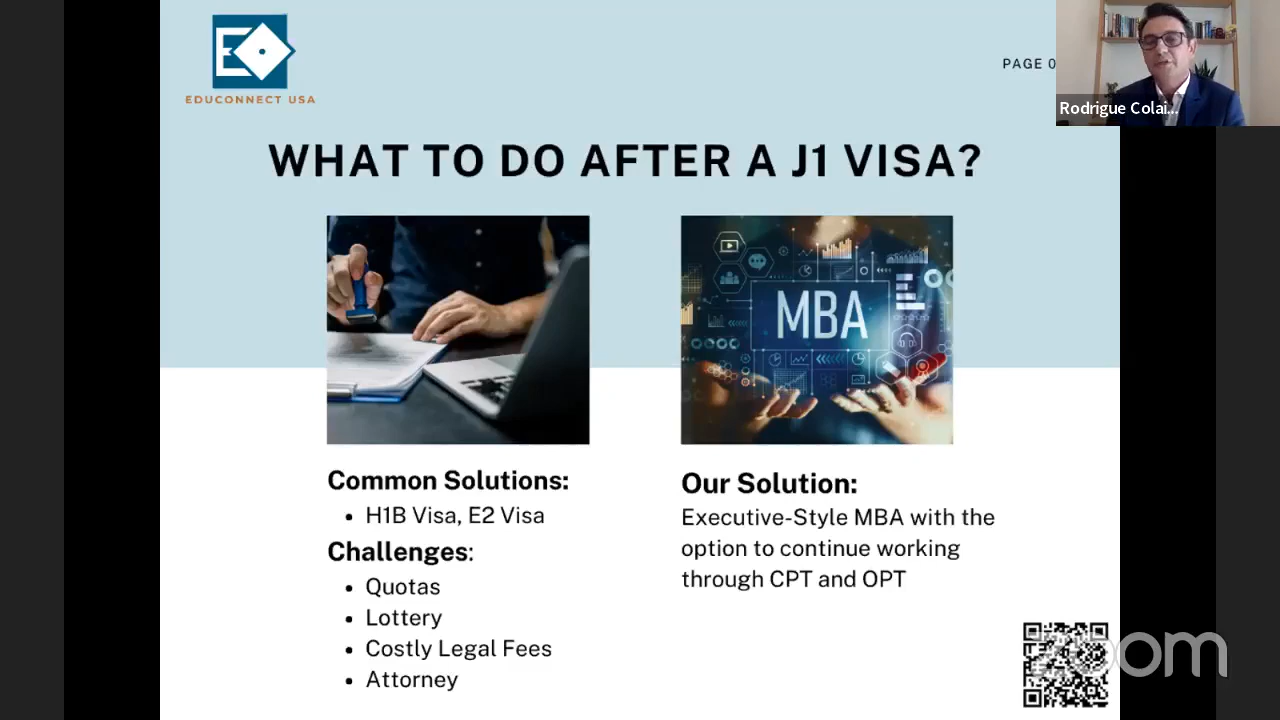 EDUCONNECT USA
PAGE 0
Rodrigue Colai...
WHAT TO DO AFTER A J1 VISA?
MBA
Common Solutions:
• H1B Visa, E2 Visa
Challenges:
• Quotas
• Lottery
• Costly Legal Fees
• Attorney
Our Solution:
Executive-Style MBA with the
option to continue working
through CPT and OPT
zoom